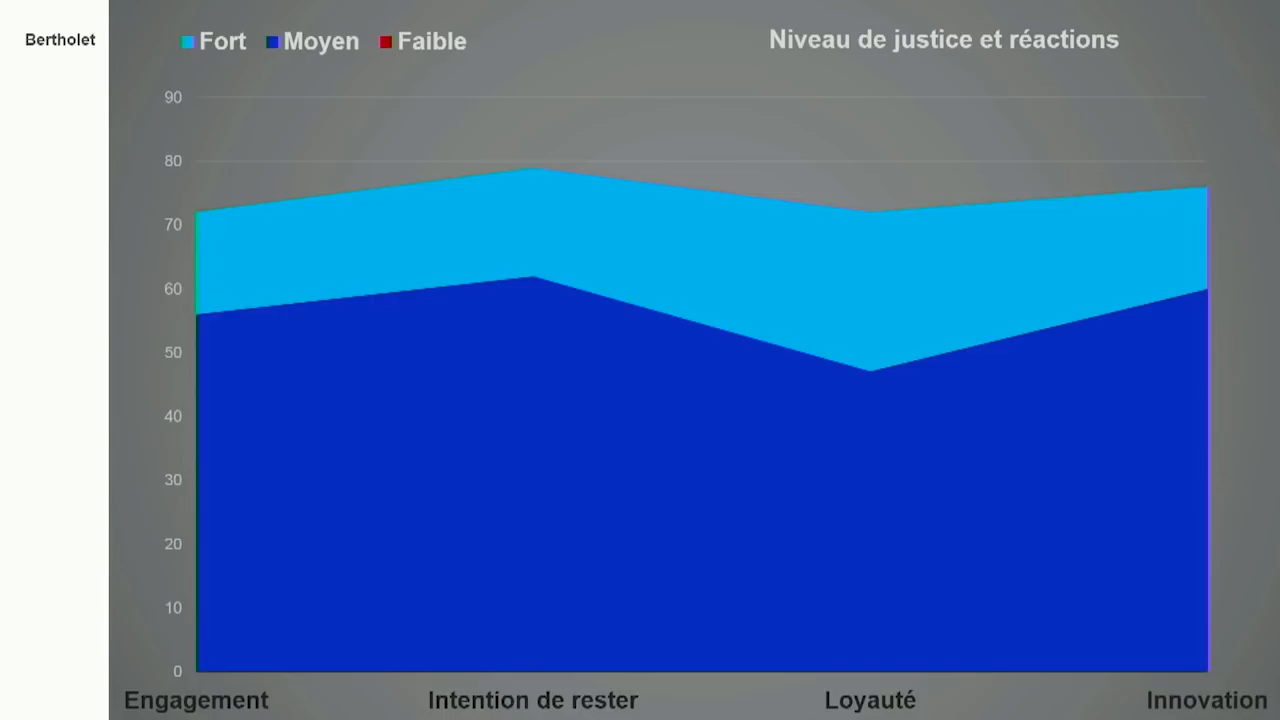 Bertholet
Fort Moyen Faible
Niveau de justice et réactions
90
80
70
60
50
40
30
20
10
0
Engagement Intention de rester Loyauté Innovation